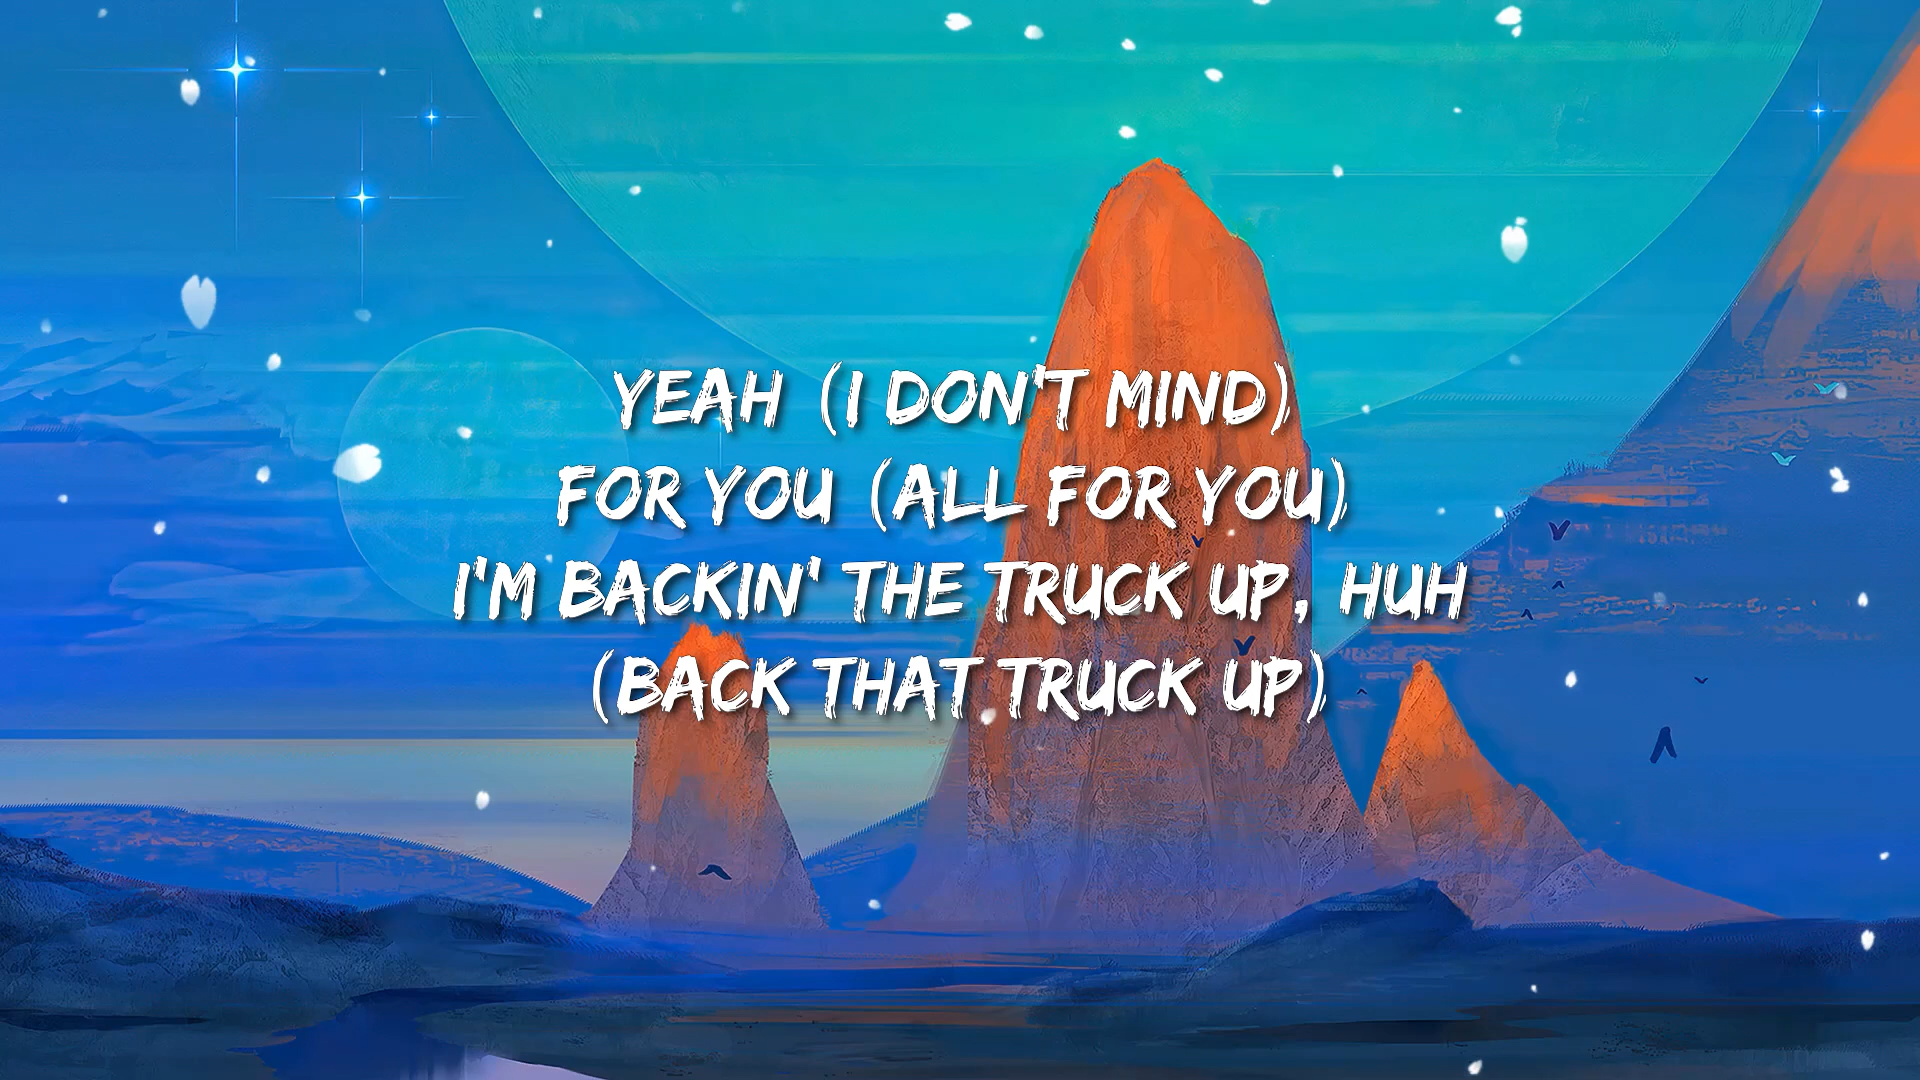 YEAH (I DON'T MIND)
FOR YOU (ALL FOR YOU)
I'M BACKIN' THE TRUCK UP, HUH
(BACK THAT TRUCK UP)